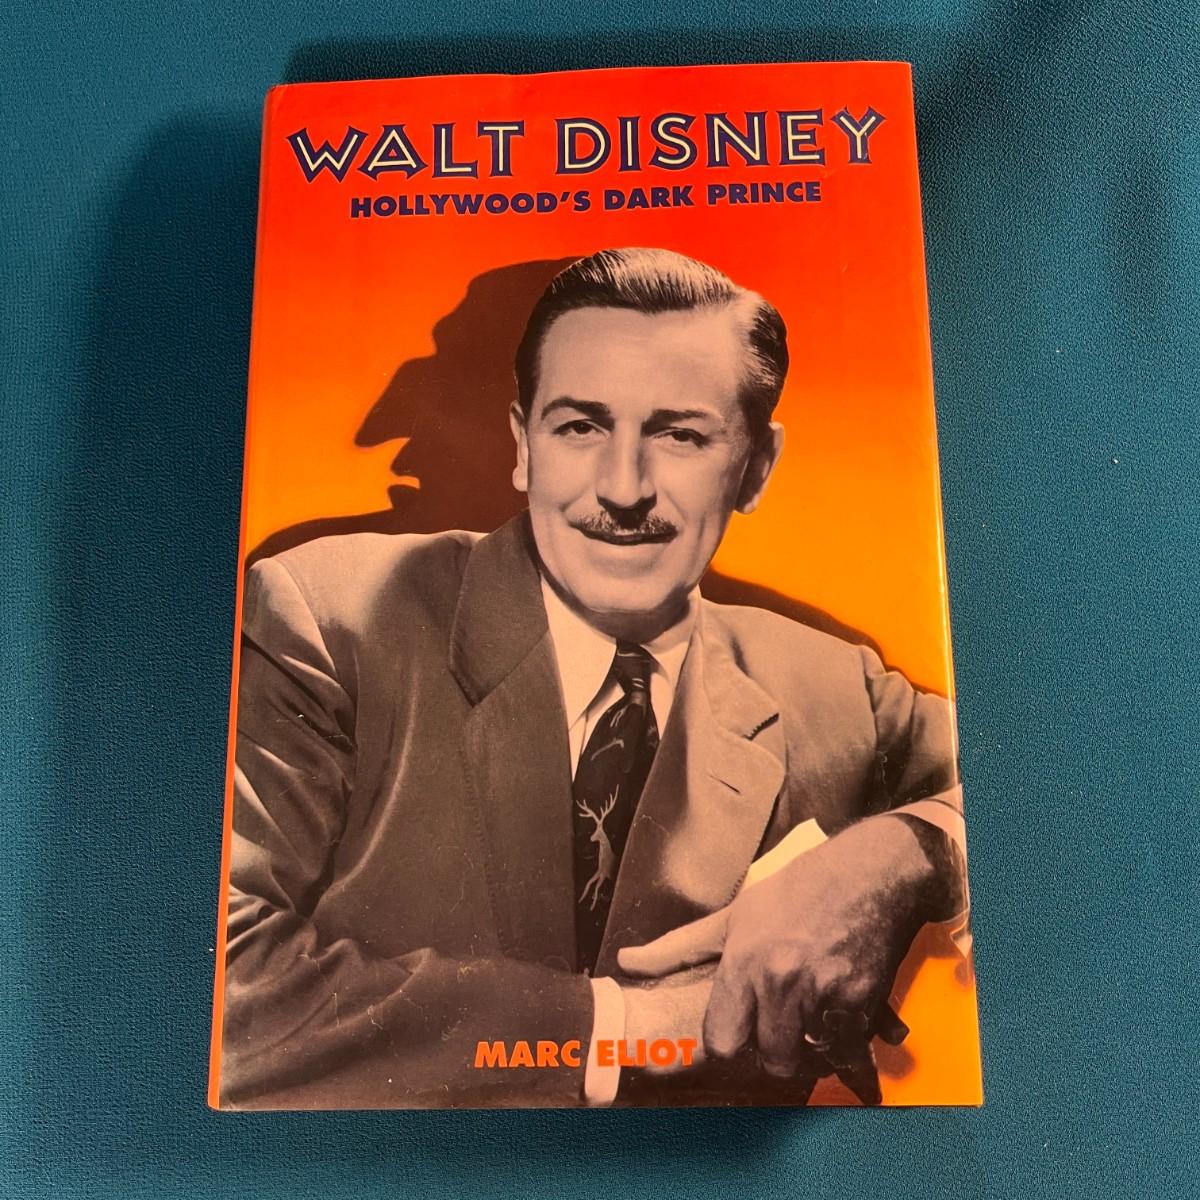 WALT DISNEY
HOLLYWOOD'S DARK PRINCE
MARC ELIOT